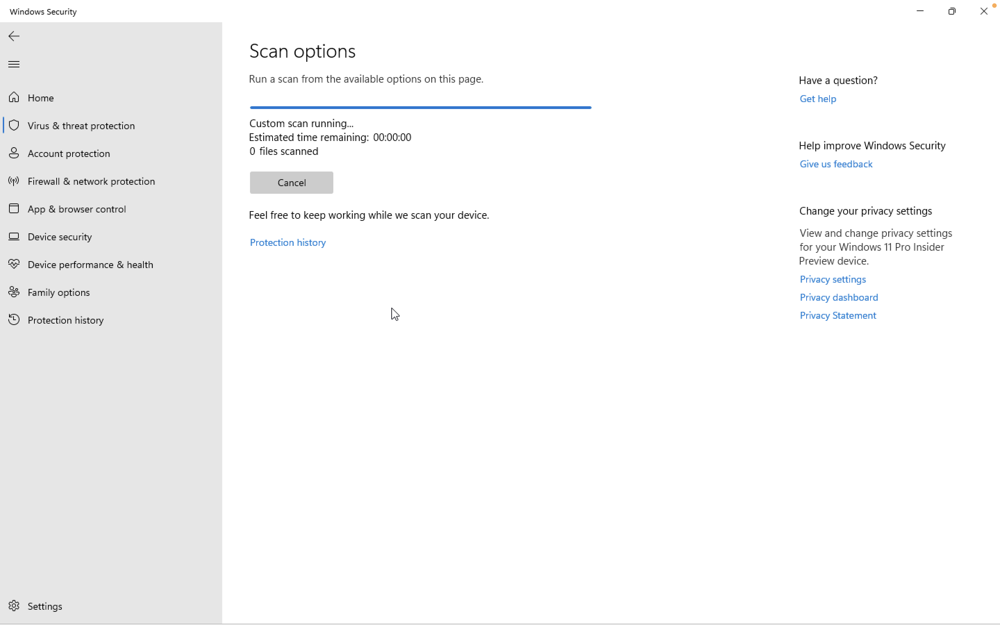 Windows Security
Home
Virus & threat protection
Account protection
Firewall & network protection
App & browser control
Device security
Device performance & health
Family options
Protection history
Settings
Scan options
Run a scan from the available options on this page.
Custom scan running...
Estimated time remaining: 00:00:00
0 files scanned
Cancel
Feel free to keep working while we scan your device.
Protection history
Have a question?
Get help
Help improve Windows Security
Give us feedback
Change your privacy settings
View and change privacy settings
for your Windows 11 Pro Insider
Preview device.
Privacy settings
Privacy dashboard
Privacy Statement